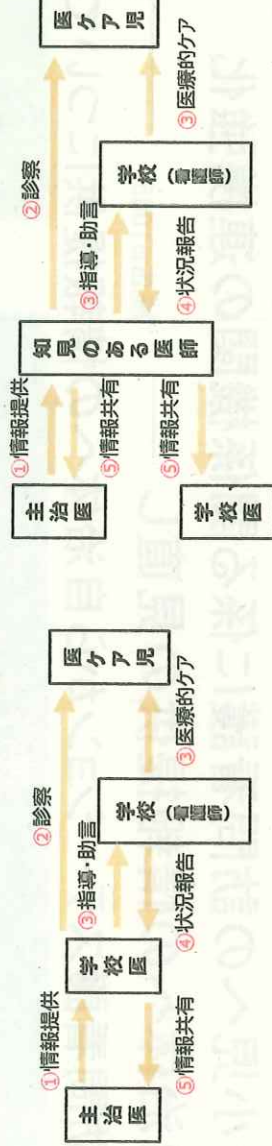 ①情報提供
②診察
主治医
学校医
③指導・助言
医ケア児
学校（看護師）
④状況報告
③医療的ケア
⑤情報共有
①情報提供
②診察
主治医
⑤情報共有
知見のある医師
③指導・助言
医ケア児
学校（看護師）
④状況報告
③医療的ケア
⑤情報共有
学校医